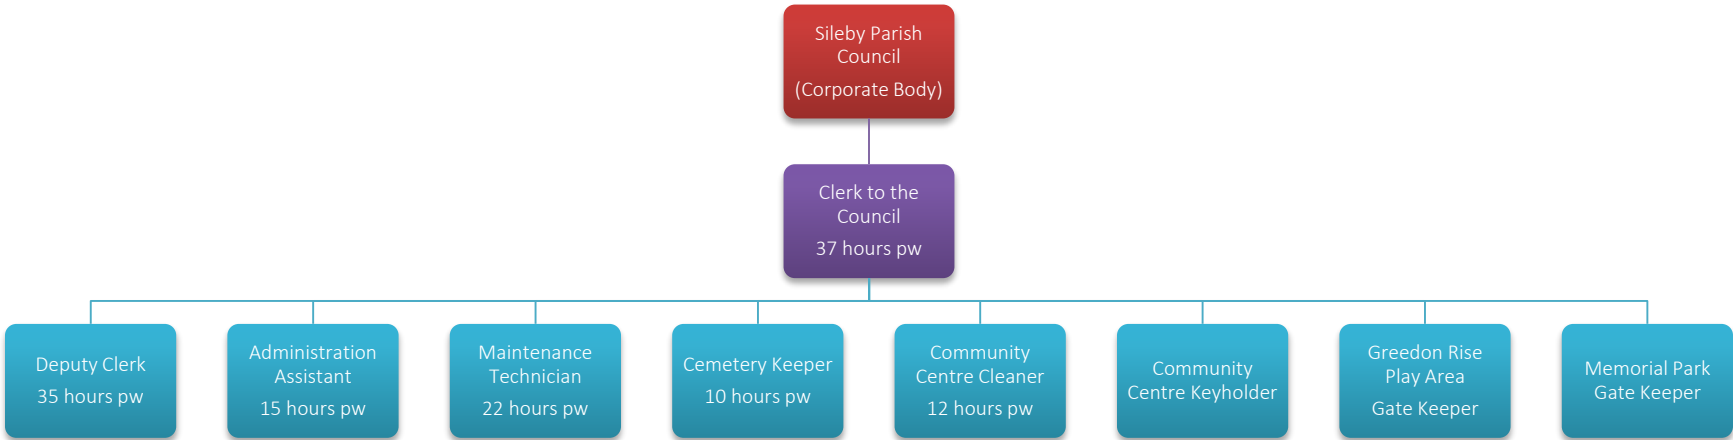 Sileby Parish
Council
(Corporate Body)
Clerk to the
Council
37 hours pw
Deputy Clerk
35 hours pw
Administration
Assistant
15 hours pw
Maintenance
Technician
22 hours pw
Cemetery Keeper
10 hours pw
Community
Centre Cleaner
12 hours pw
Community
Centre Keyholder
Greedon Rise
Play Area
Gate Keeper
Memorial Park
Gate Keeper